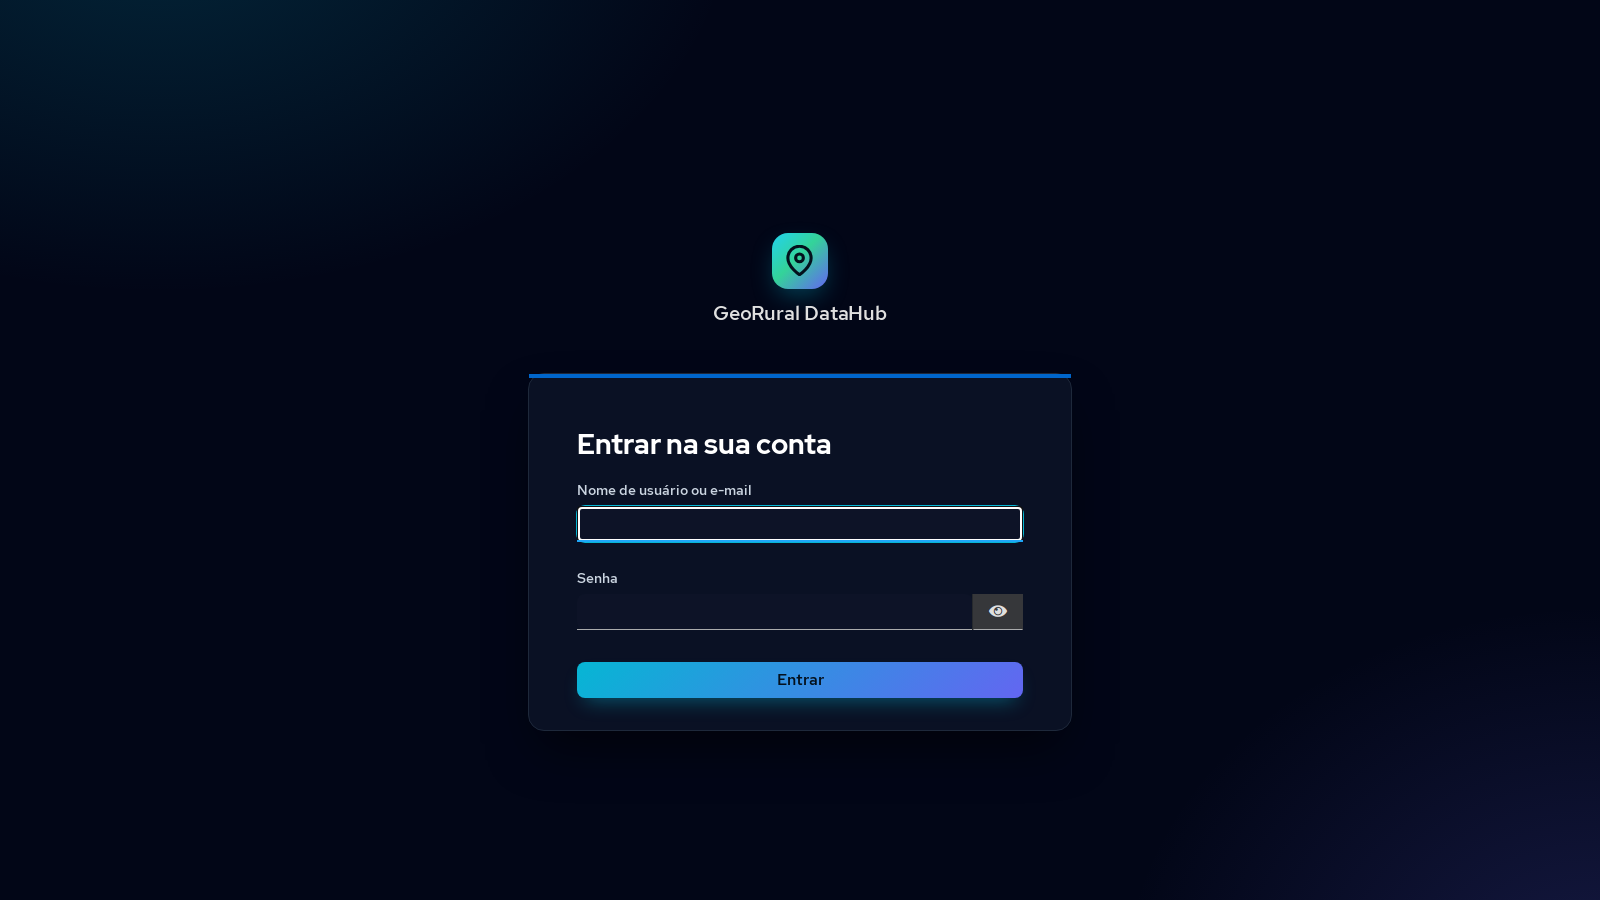 GeoRural DataHub
Entrar na sua conta
Nome de usuário ou e-mail
Senha
Entrar